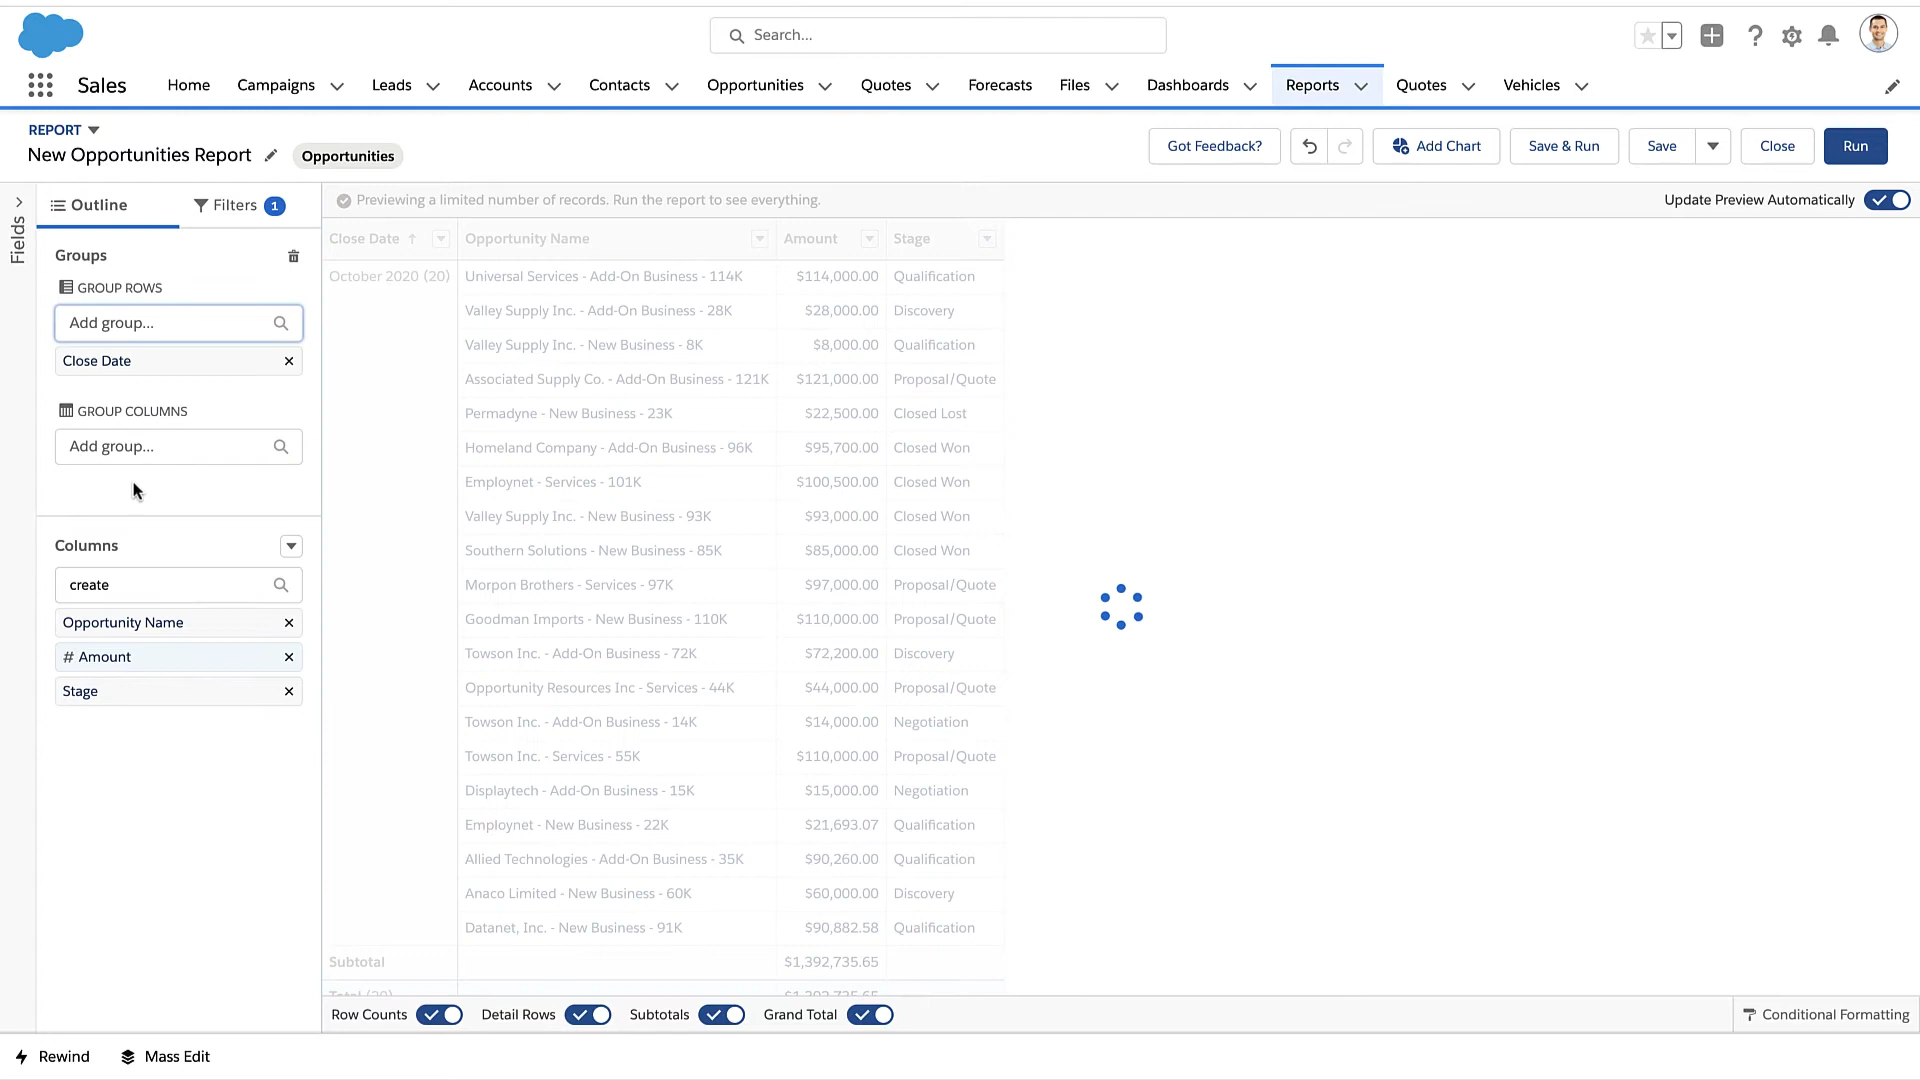 Search...
Sales Home Campaigns Leads Accounts Contacts Opportunities Quotes Forecasts Files Dashboards Reports Quotes Vehicles
REPORT
New Opportunities Report Opportunities
Got Feedback? Add Chart Save & Run Save Close Run
Fields
Outline Filters 1
Previewing a limited number of records. Run the report to see everything. Update Preview Automatically
Groups
GROUP ROWS
Add group...
Close Date
GROUP COLUMNS
Add group...
Columns
create
Opportunity Name
# Amount
Stage
Close Date Opportunity Name Amount Stage
October 2020 (20) Universal Services - Add-On Business - 114K $114,000.00 Qualification
Valley Supply Inc. - Add-On Business - 28K $28,000.00 Discovery
Valley Supply Inc. - New Business - 8K $8,000.00 Qualification
Associated Supply Co. - Add-On Business - 121K $121,000.00 Proposal/Quote
Permadyne - New Business - 23K $22,500.00 Closed Lost
Homeland Company - Add-On Business - 96K $95,700.00 Closed Won
Employnet - Services - 101K $100,500.00 Closed Won
Valley Supply Inc. - New Business - 93K $93,000.00 Closed Won
Southern Solutions - New Business - 85K $85,000.00 Closed Won
Morpon Brothers - Services - 97K $97,000.00 Proposal/Quote
Goodman Imports - New Business - 110K $110,000.00 Proposal/Quote
Towson Inc. - Add-On Business - 72K $72,200.00 Discovery
Opportunity Resources Inc - Services - 44K $44,000.00 Proposal/Quote
Towson Inc. - Add-On Business - 14K $14,000.00 Negotiation
Towson Inc. - Services - 55K $110,000.00 Proposal/Quote
Displaytech - Add-On Business - 15K $15,000.00 Negotiation
Employnet - New Business - 22K $21,693.07 Qualification
Allied Technologies - Add-On Business - 35K $90,260.00 Qualification
Anaco Limited - New Business - 60K $60,000.00 Discovery
Datanet, Inc. - New Business - 91K $90,882.58 Qualification
Subtotal $1,392,735.65
Total (20) $1,392,735.65
Row Counts Detail Rows Subtotals Grand Total Conditional Formatting
Rewind Mass Edit